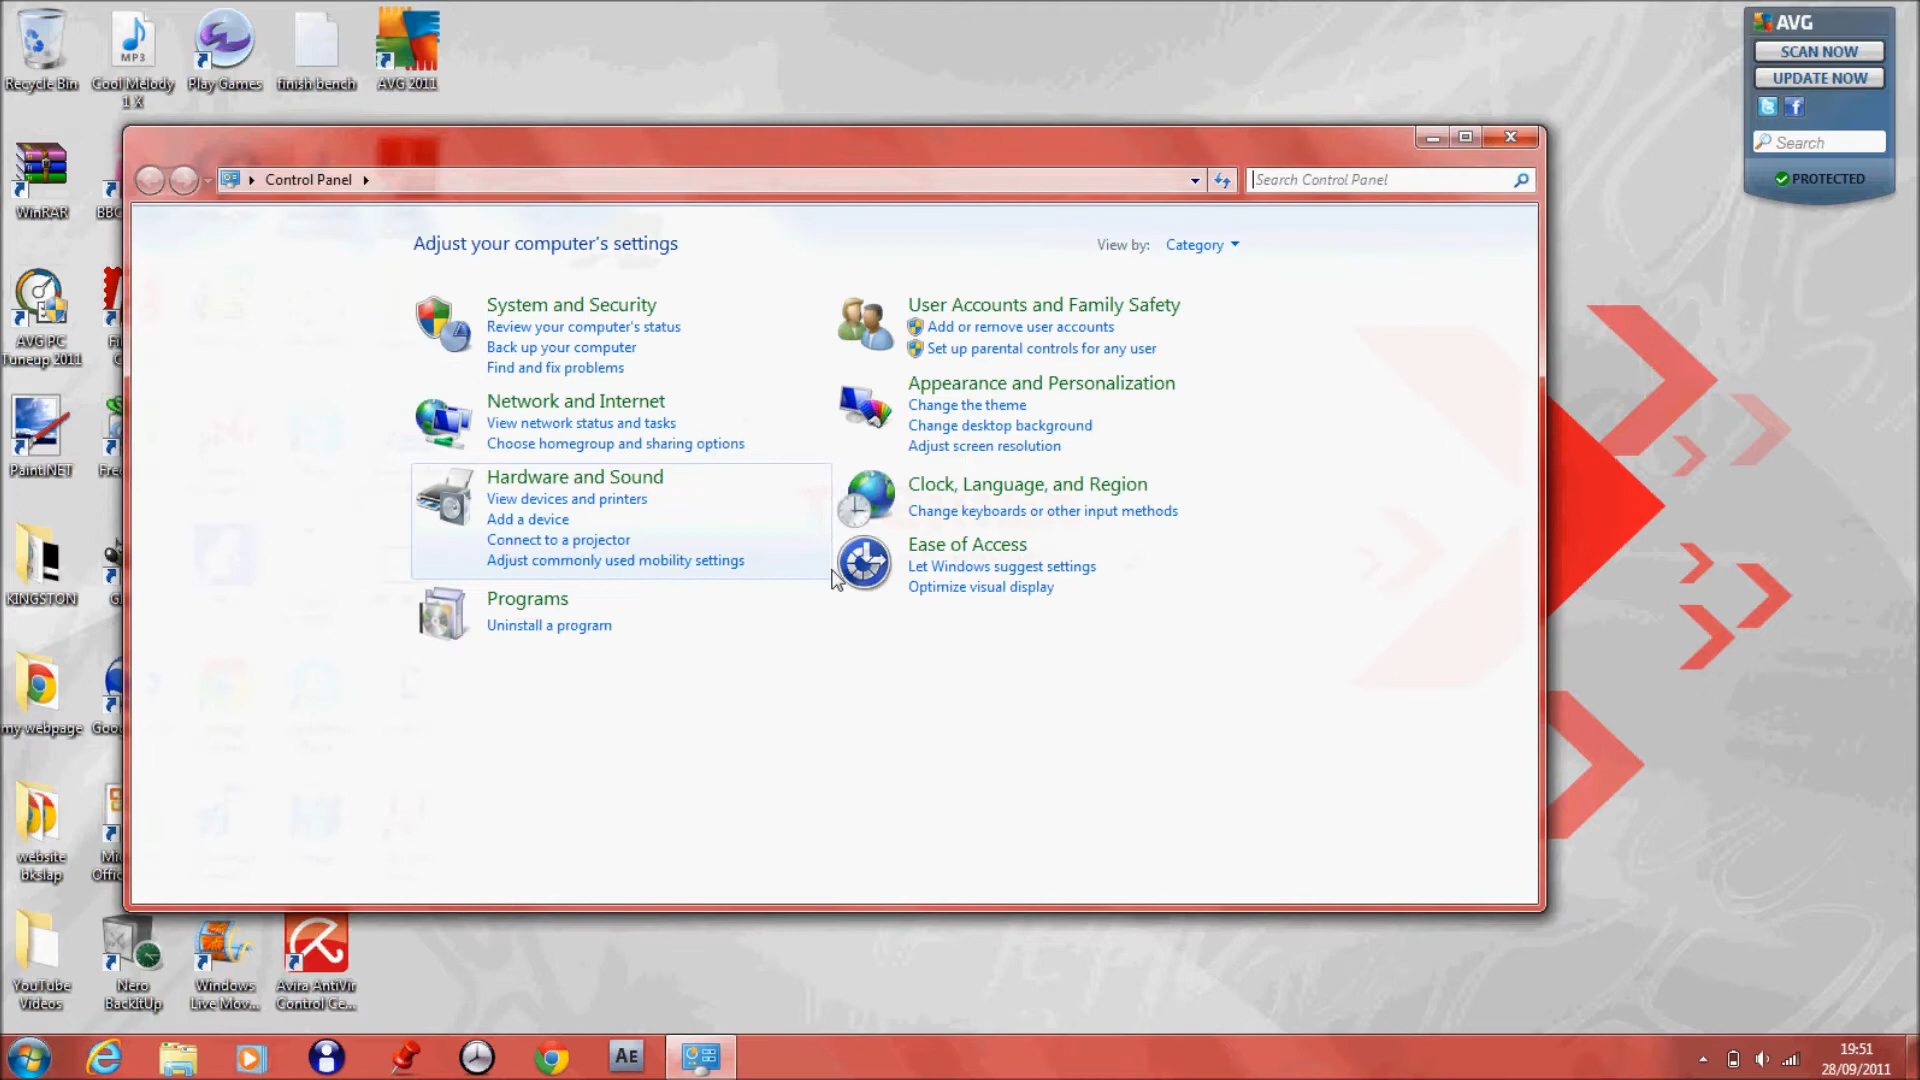 Recycle Bin
MP3
Cool Melody
1 X
Play Games
finish bench
AVG 2011
AVG
SCAN NOW
UPDATE NOW
Search
PROTECTED
Control Panel
Search Control Panel
WinRAR
BBC
AVG PC
Tuneup 2011
Paint.NET
KINGSTON
my webpage
website
bkslap
YouTube
Videos
Nero
BackItUp
Windows
Live Mov...
Avira AntiVir
Control Ce...
Adjust your computer's settings
View by: Category
System and Security
Review your computer's status
Back up your computer
Find and fix problems
Network and Internet
View network status and tasks
Choose homegroup and sharing options
Hardware and Sound
View devices and printers
Add a device
Connect to a projector
Adjust commonly used mobility settings
Programs
Uninstall a program
User Accounts and Family Safety
Add or remove user accounts
Set up parental controls for any user
Appearance and Personalization
Change the theme
Change desktop background
Adjust screen resolution
Clock, Language, and Region
Change keyboards or other input methods
Ease of Access
Let Windows suggest settings
Optimize visual display
AE
19:51
28/09/2011